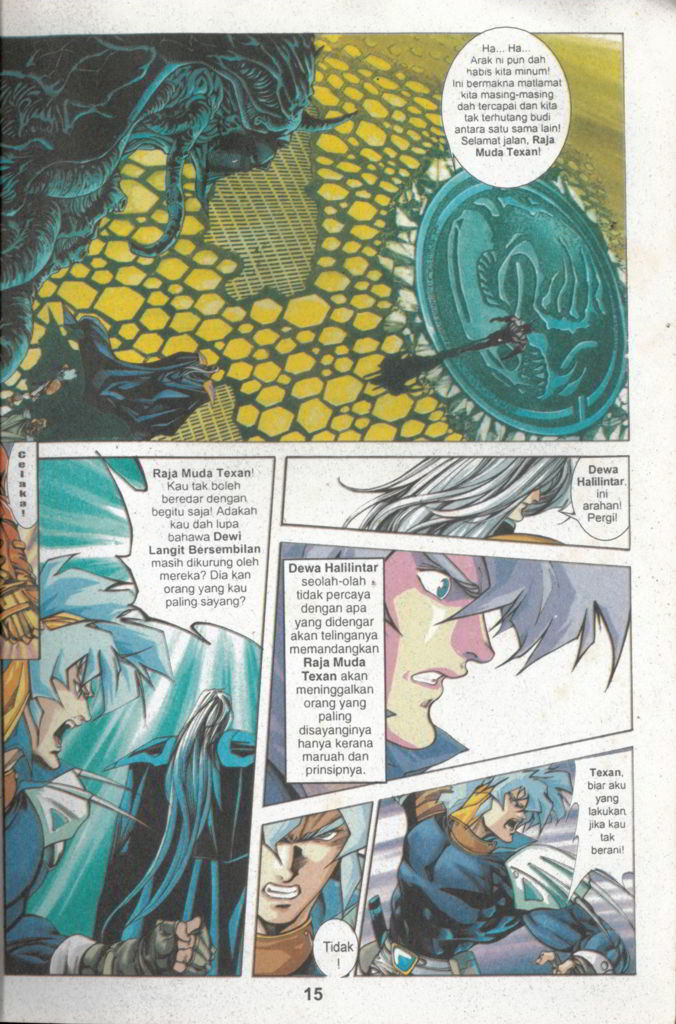 Ha... Ha...
Arak ni pun dah
habis kita minum!
Ini bermakna matlamat
kita masing-masing
dah tercapai dan kita
tak terhutang budi
antara satu sama lain!
Selamat jalan, Raja
Muda Texan!
Celaka!
Raja Muda Texan!
Kau tak boleh
beredar dengan
begitu saja! Adakah
kau dah lupa
bahawa Dewi
Langit Bersembilan
masih dikurung oleh
mereka? Dia kan
orang yang kau
paling sayang?
Dewa
Halilintar,
ini
arahan!
Pergi!
Dewa Halilintar
seolah-olah
tidak percaya
dengan apa
yang didengar
akan telinganya
memandangkan
Raja Muda
Texan akan
meninggalkan
orang yang
paling
disayanginya
hanya kerana
maruah dan
prinsipnya.
Tidak
!
Texan,
biar aku
yang
lakukan
jika kau
tak
berani!
15